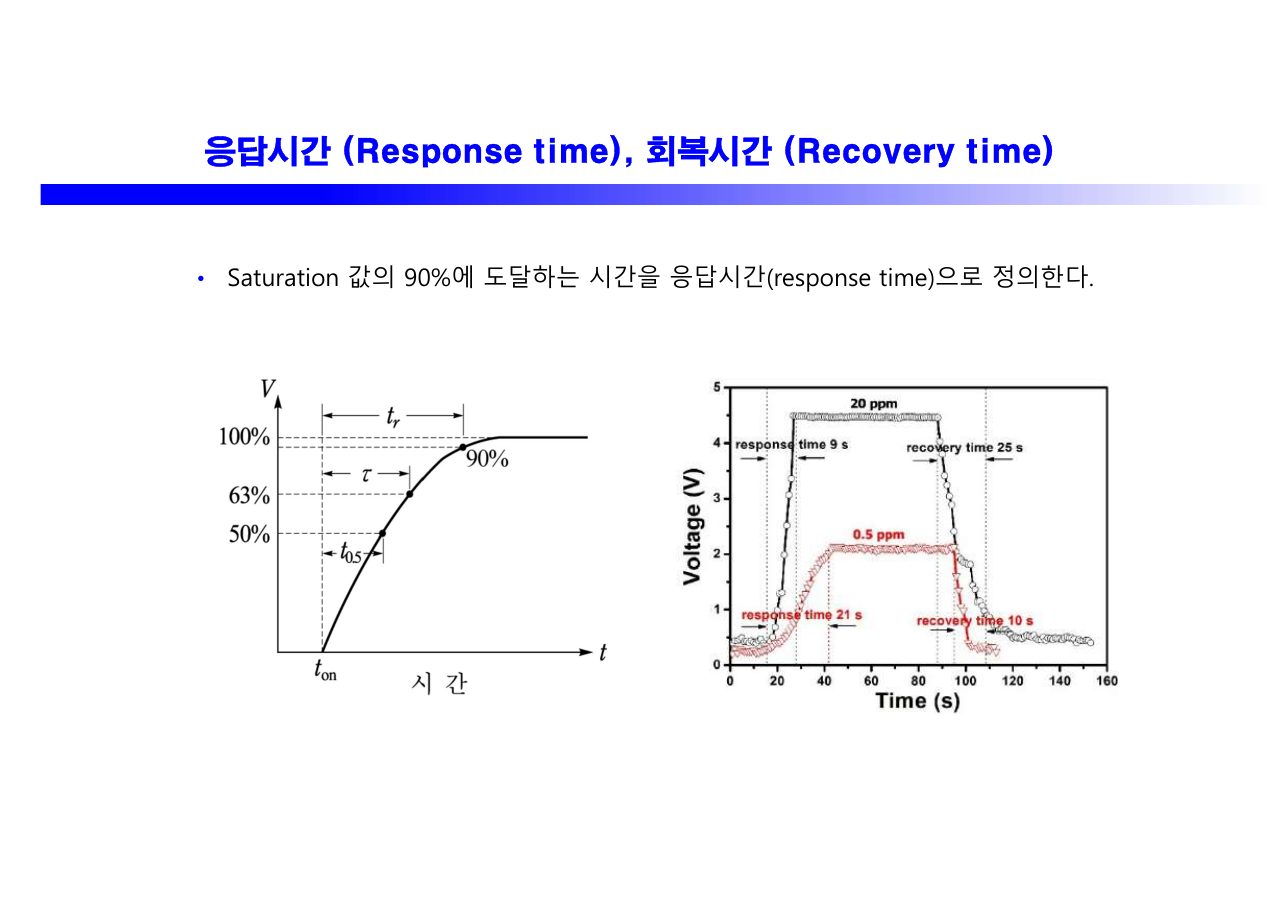 응답시간 (Response time), 회복시간 (Recovery time)
• Saturation 값의 90%에 도달하는 시간을 응답시간(response time)으로 정의한다.
V
100%
63%
50%
tr
τ
t0.5
90%
ton
t
시 간
5
4
3
2
1
0
Voltage (V)
20 ppm
response time 9 s
recovery time 25 s
0.5 ppm
response time 21 s
recovery time 10 s
0 20 40 60 80 100 120 140 160
Time (s)